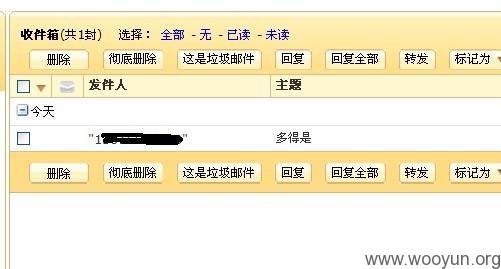 收件箱(共1封) 选择： 全部 - 无 - 已读 - 未读
删除 彻底删除 这是垃圾邮件 回复 回复全部 转发 标记为
发件人 主题
今天
"1 " 多得是
删除 彻底删除 这是垃圾邮件 回复 回复全部 转发 标记为
www.wooyun.org